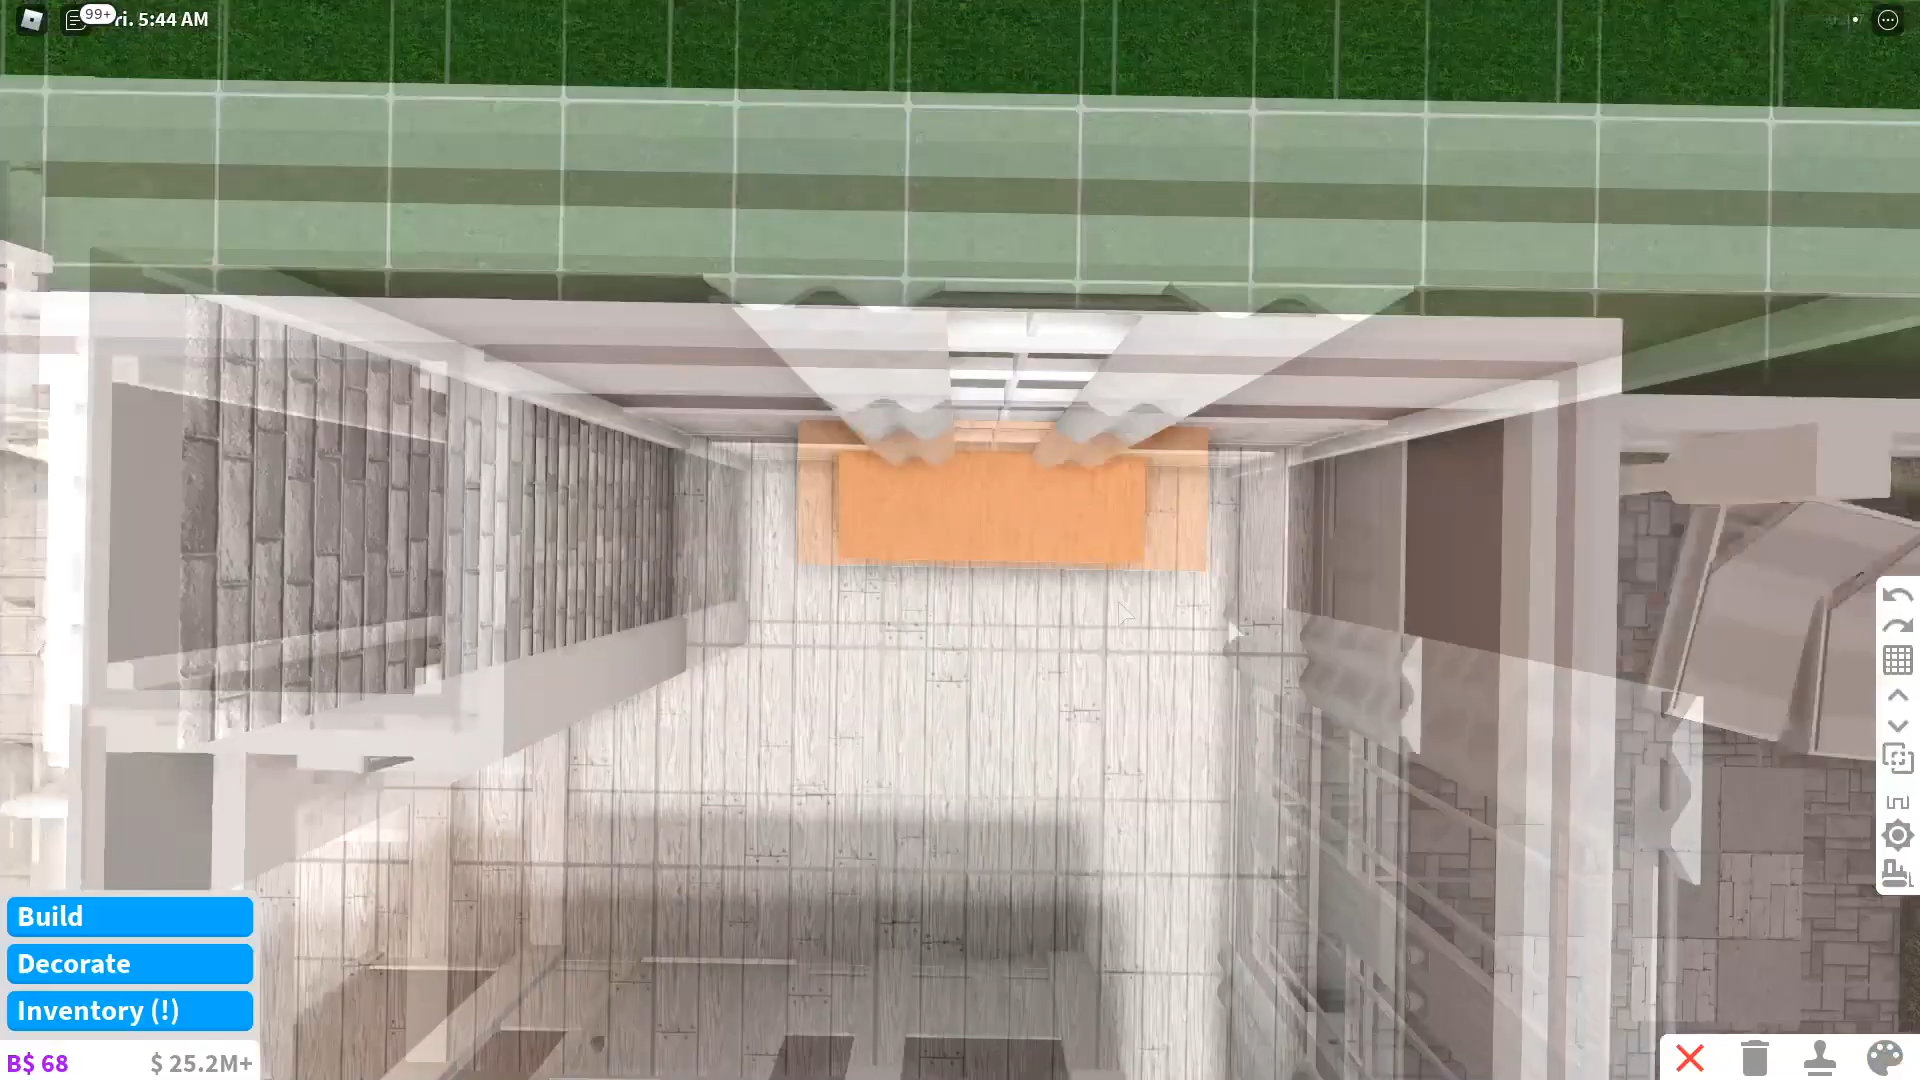 99+
ri. 5:44 AM
Build
Decorate
Inventory (!)
B$ 68
$ 25.2M+